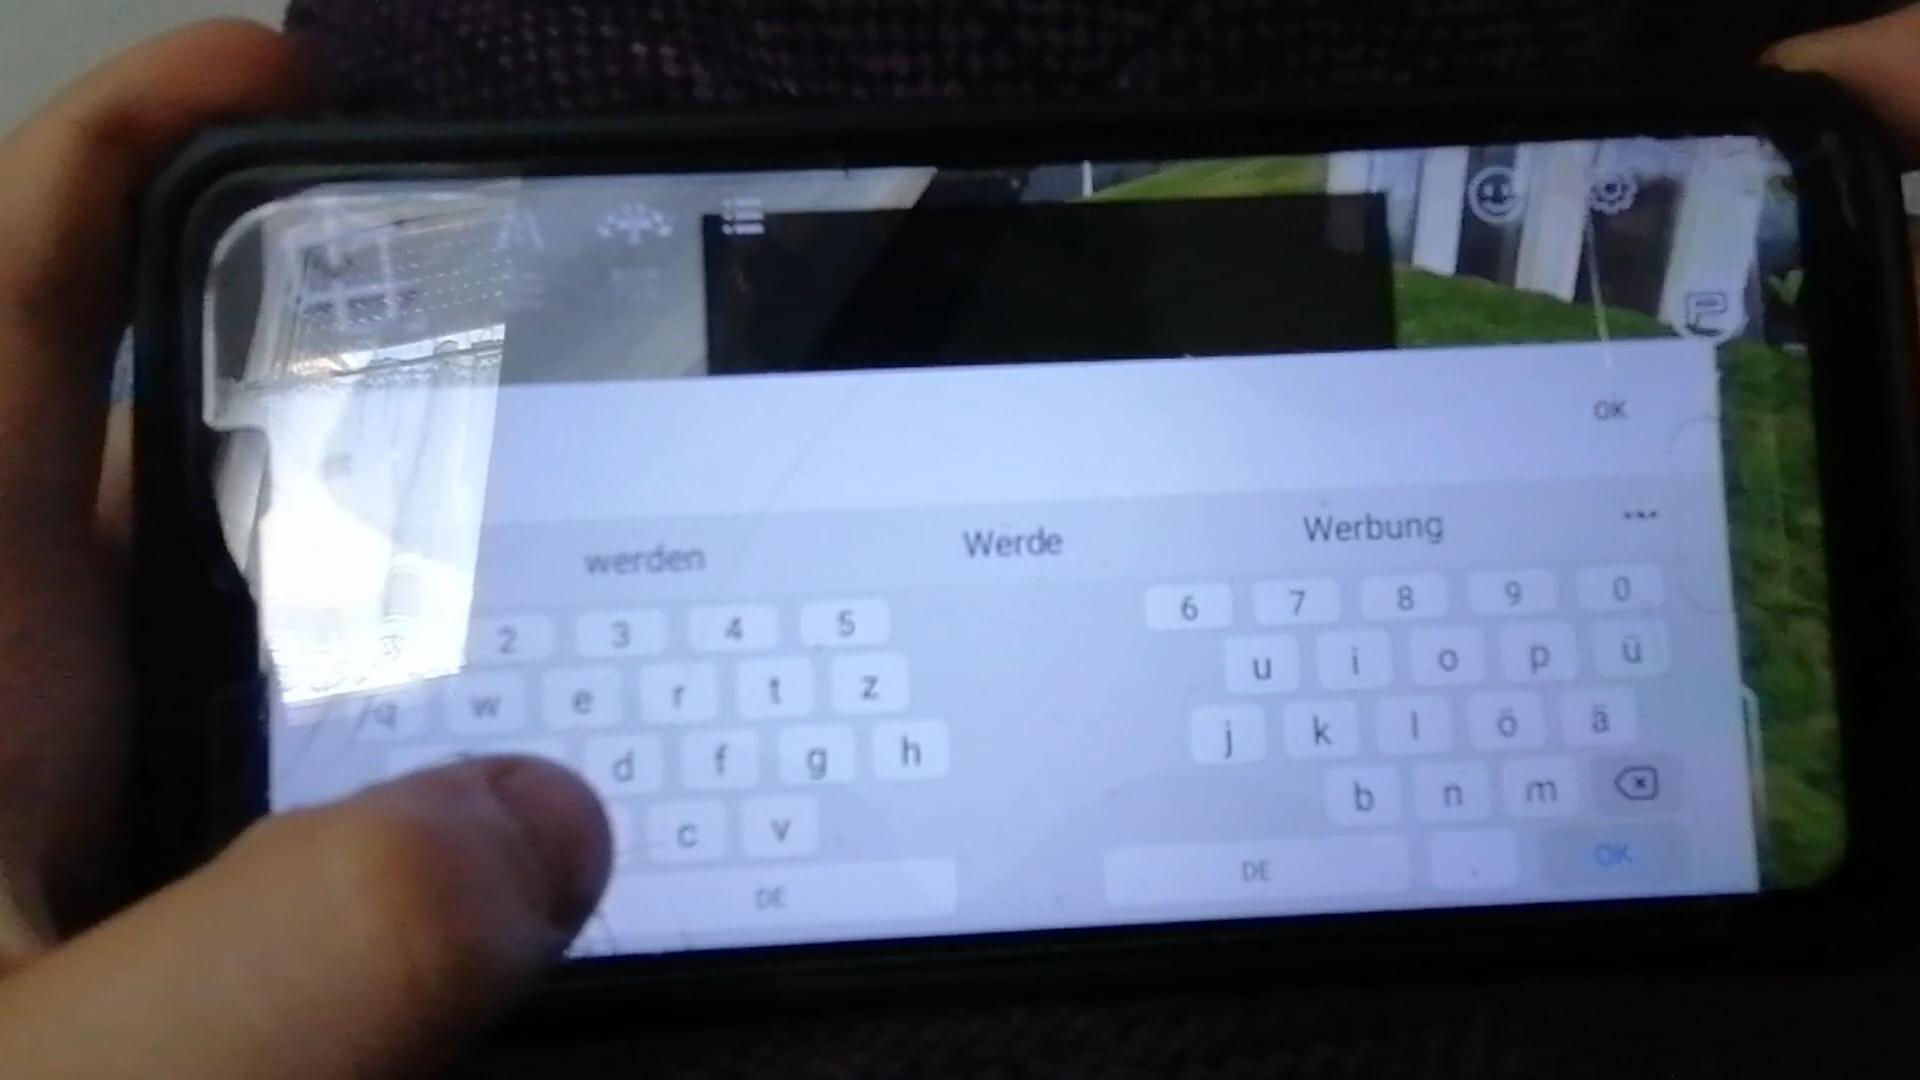 OK
werden Werde Werbung ...
2 3 4 5 6 7 8 9 0
q w e r t z u i o p ü
d f g h j k l ö ä
c v b n m
DE DE . OK